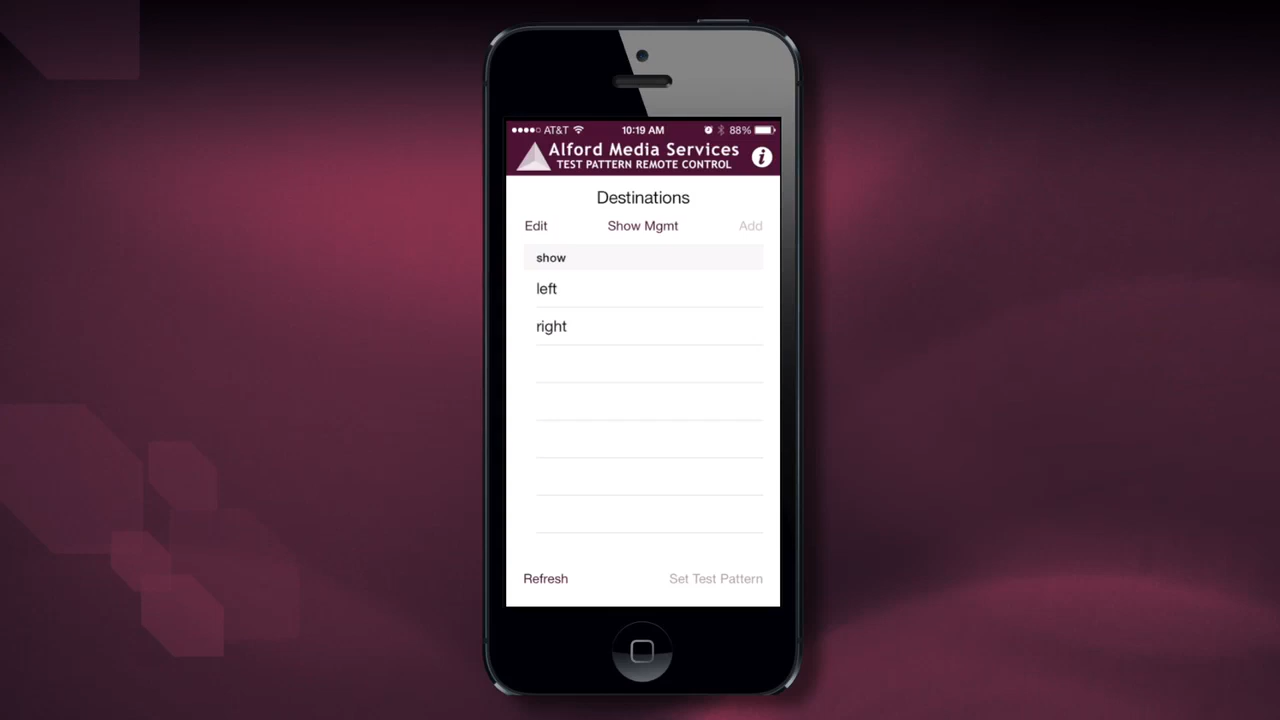 AT&T 10:19 AM 88%
Alford Media Services
TEST PATTERN REMOTE CONTROL
i
Destinations
Edit Show Mgmt Add
show
left
right
Refresh Set Test Pattern